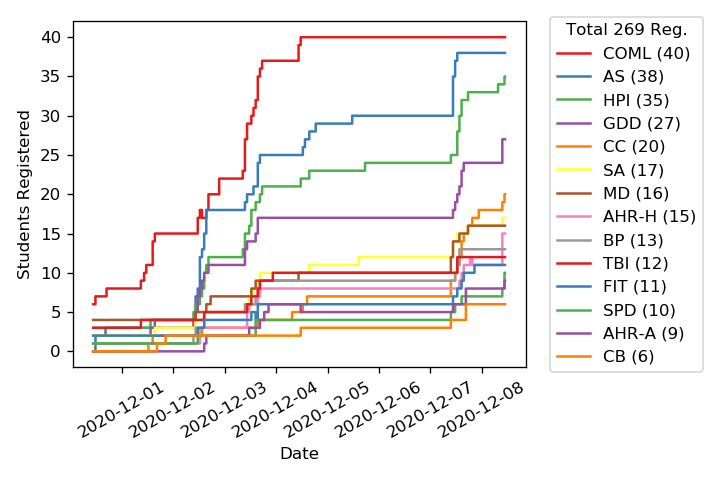 Total 269 Reg.
COML (40)
AS (38)
HPI (35)
GDD (27)
CC (20)
SA (17)
MD (16)
AHR-H (15)
BP (13)
TBI (12)
FIT (11)
SPD (10)
AHR-A (9)
CB (6)
Students Registered
40
35
30
25
20
15
10
5
0
2020-12-01
2020-12-02
2020-12-03
2020-12-04
2020-12-05
2020-12-06
2020-12-07
2020-12-08
Date